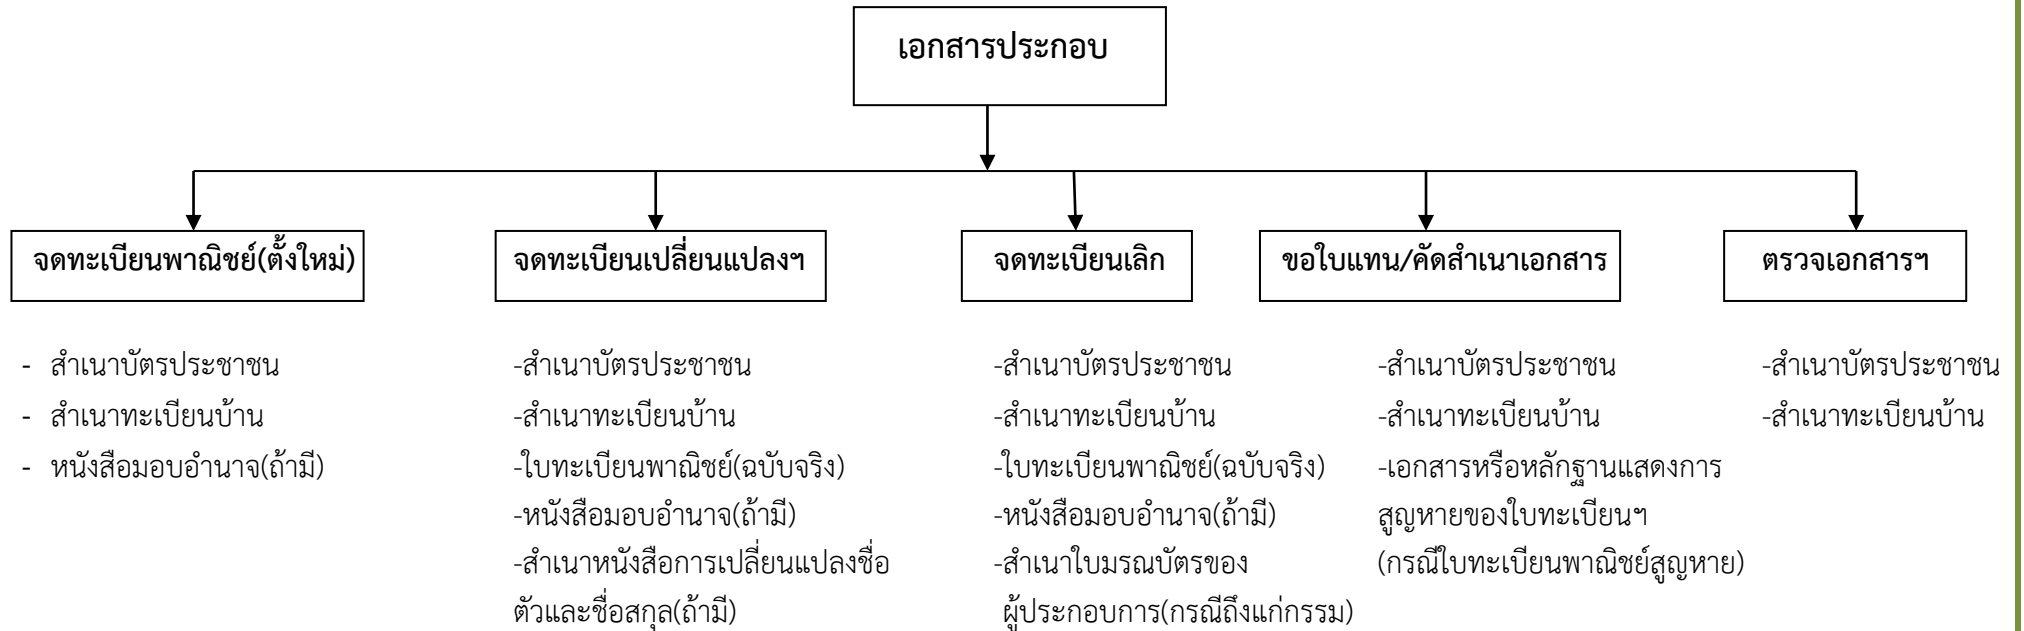 เอกสารประกอบ
จดทะเบียนพาณิชย์(ตั้งใหม่)
- สำเนาบัตรประชาชน
- สำเนาทะเบียนบ้าน
- หนังสือมอบอำนาจ(ถ้ามี)
จดทะเบียนเปลี่ยนแปลงฯ
-สำเนาบัตรประชาชน
-สำเนาทะเบียนบ้าน
-ใบทะเบียนพาณิชย์(ฉบับจริง)
-หนังสือมอบอำนาจ(ถ้ามี)
-สำเนาหนังสือการเปลี่ยนแปลงชื่อ
ตัวและชื่อสกุล(ถ้ามี)
จดทะเบียนเลิก
-สำเนาบัตรประชาชน
-สำเนาทะเบียนบ้าน
-ใบทะเบียนพาณิชย์(ฉบับจริง)
-หนังสือมอบอำนาจ(ถ้ามี)
-สำเนาใบมรณบัตรของ
ผู้ประกอบการ(กรณีถึงแก่กรรม)
ขอใบแทน/คัดสำเนาเอกสาร
-สำเนาบัตรประชาชน
-สำเนาทะเบียนบ้าน
-เอกสารหรือหลักฐานแสดงการ
สูญหายของใบทะเบียนฯ
(กรณีใบทะเบียนพาณิชย์สูญหาย)
ตรวจเอกสารฯ
-สำเนาบัตรประชาชน
-สำเนาทะเบียนบ้าน